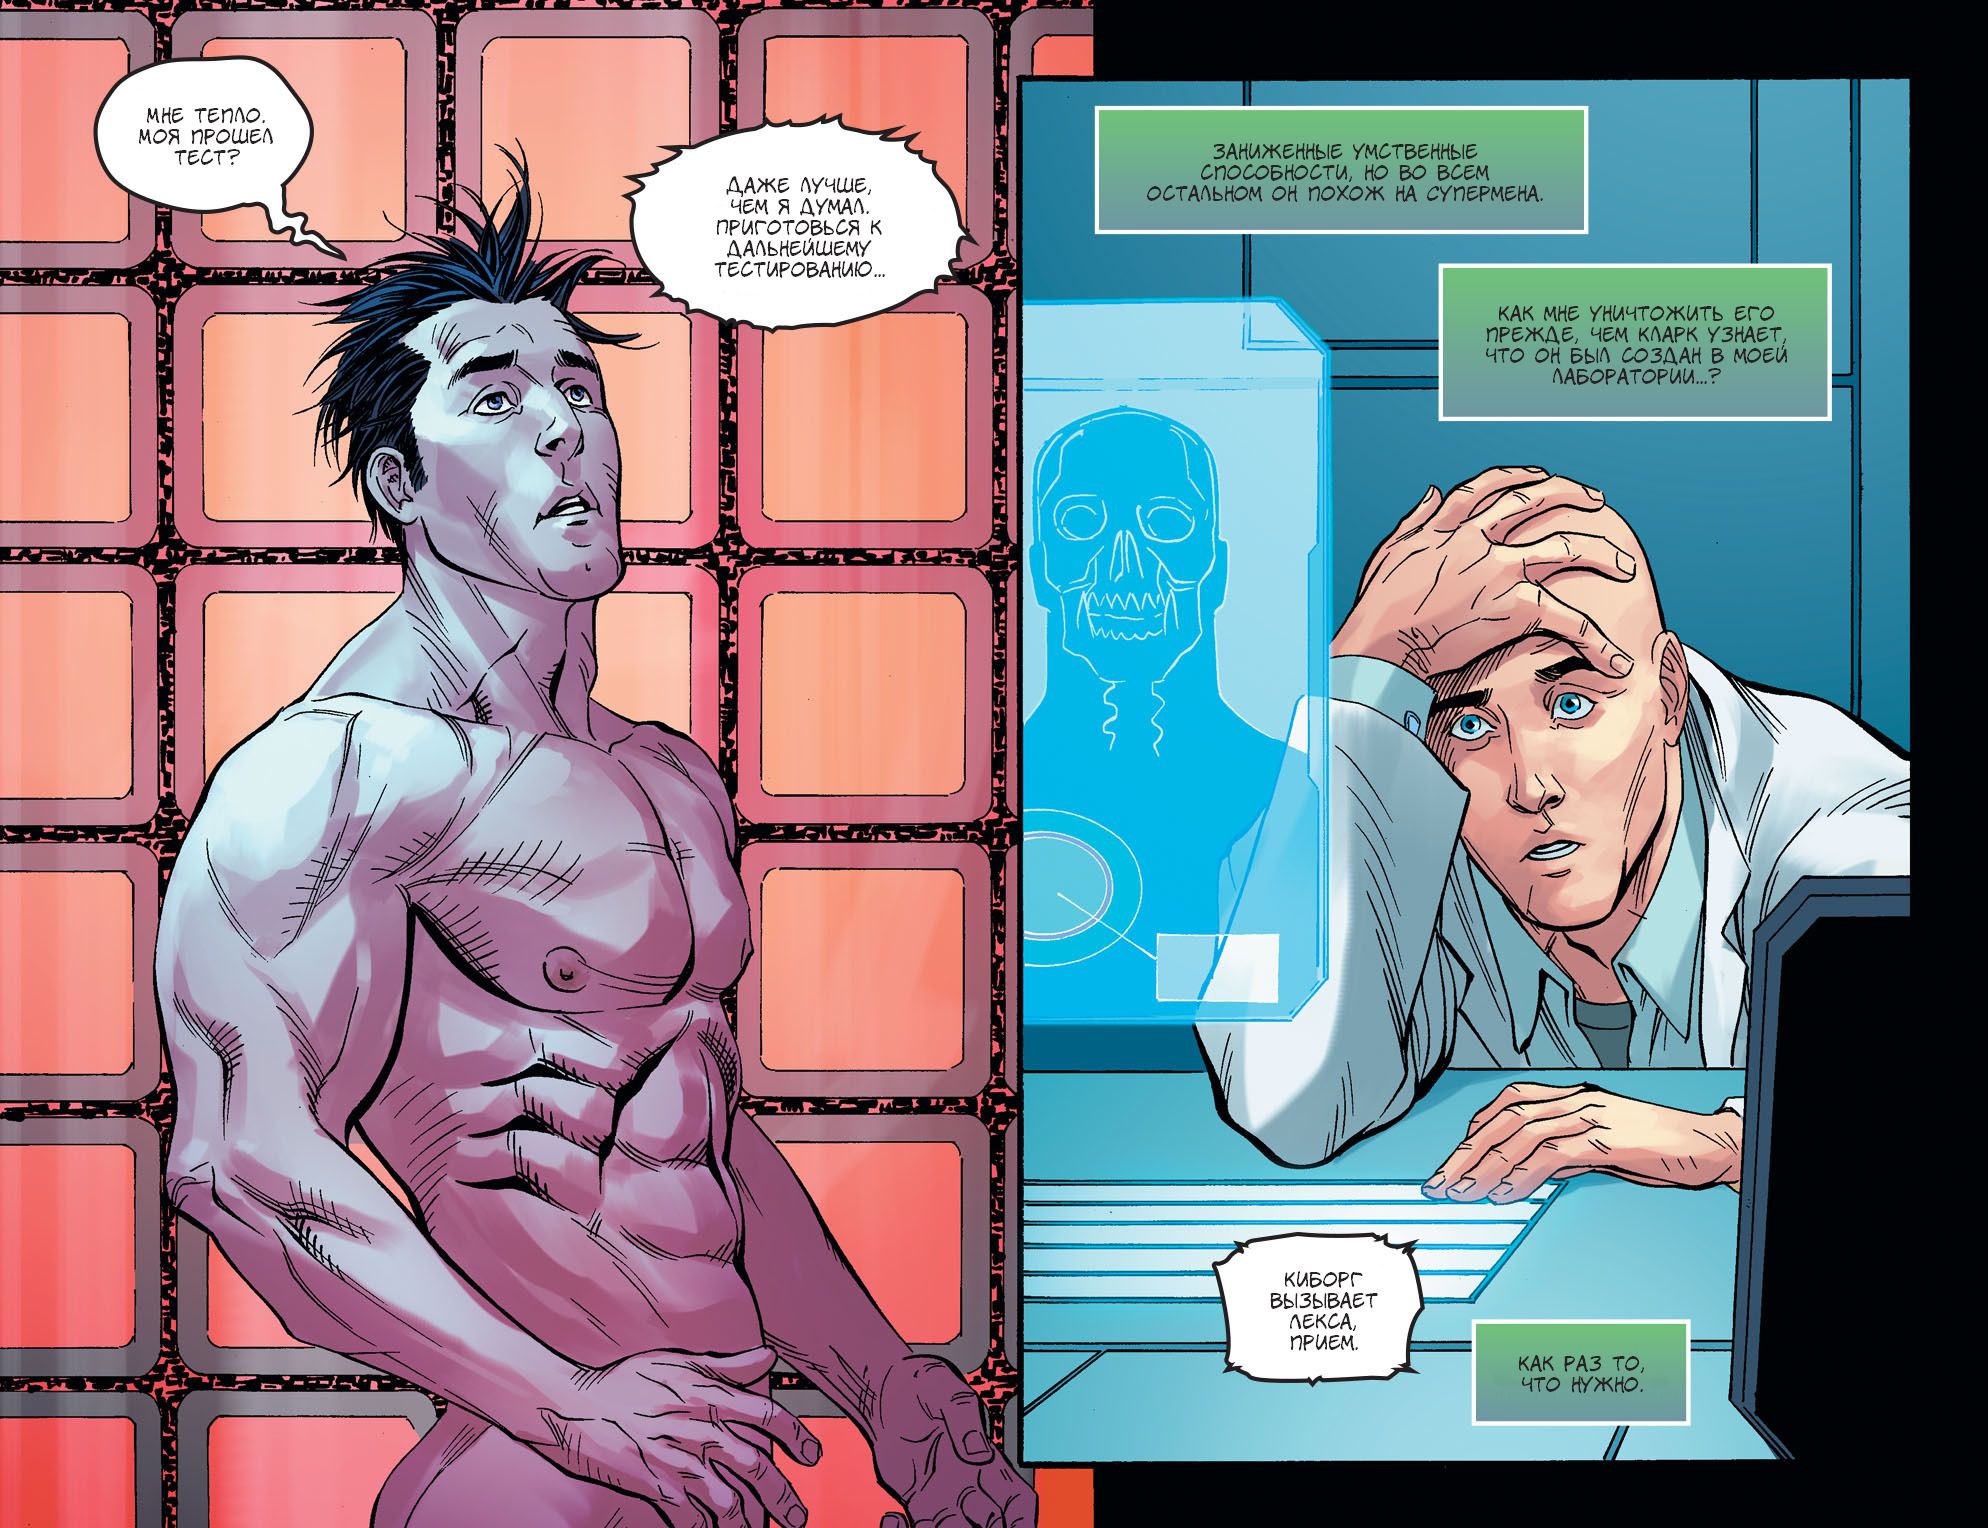 МНЕ ТЕПЛО.
МОЯ ПРОШЕЛ
ТЕСТ?
ДАЖЕ ЛУЧШЕ,
ЧЕМ Я ДУМАЛ.
ПРИГОТОВЬСЯ К
ДАЛЬНЕЙШЕМУ
ТЕСТИРОВАНИЮ...
ЗАНИЖЕННЫЕ УМСТВЕННЫЕ
СПОСОБНОСТИ, НО ВО ВСЕМ
ОСТАЛЬНОМ ОН ПОХОЖ НА СУПЕРМЕНА.
КАК МНЕ УНИЧТОЖИТЬ ЕГО
ПРЕЖДЕ, ЧЕМ КЛАРК УЗНАЕТ,
ЧТО ОН БЫЛ СОЗДАН В МОЕЙ
ЛАБОРАТОРИИ...?
КИБОРГ
ВЫЗЫВАЕТ
ЛЕКСА,
ПРИЕМ.
КАК РАЗ ТО,
ЧТО НУЖНО.